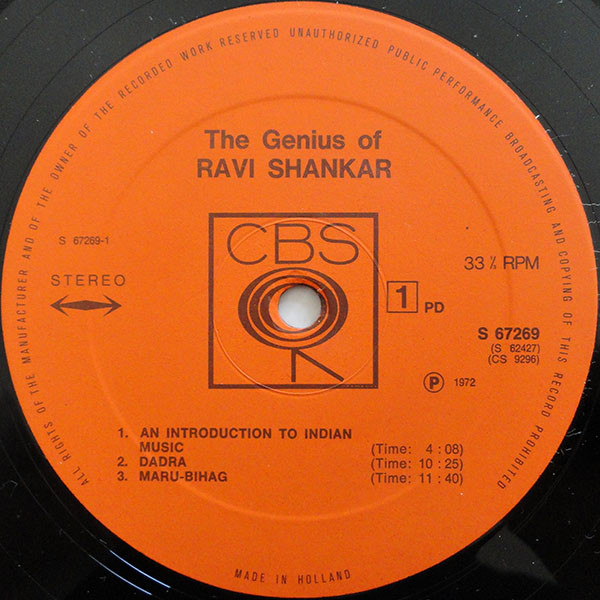 ALL RIGHTS OF THE MANUFACTURER AND OF THE OWNER OF THE RECORDED WORK RESERVED UNAUTHORIZED PUBLIC PERFORMANCE BROADCASTING AND COPYING OF THIS RECORD PROHIBITED
The Genius of
RAVI SHANKAR
S 67269-1
CBS
STEREO
33⅓ RPM
1 PD
S 67269
(S 62427)
(CS 9296)
Ⓟ 1972
1. AN INTRODUCTION TO INDIAN
MUSIC (Time: 4 : 08)
2. DADRA (Time: 10 : 25)
3. MARU-BIHAG (Time: 11 : 40)
MADE IN HOLLAND